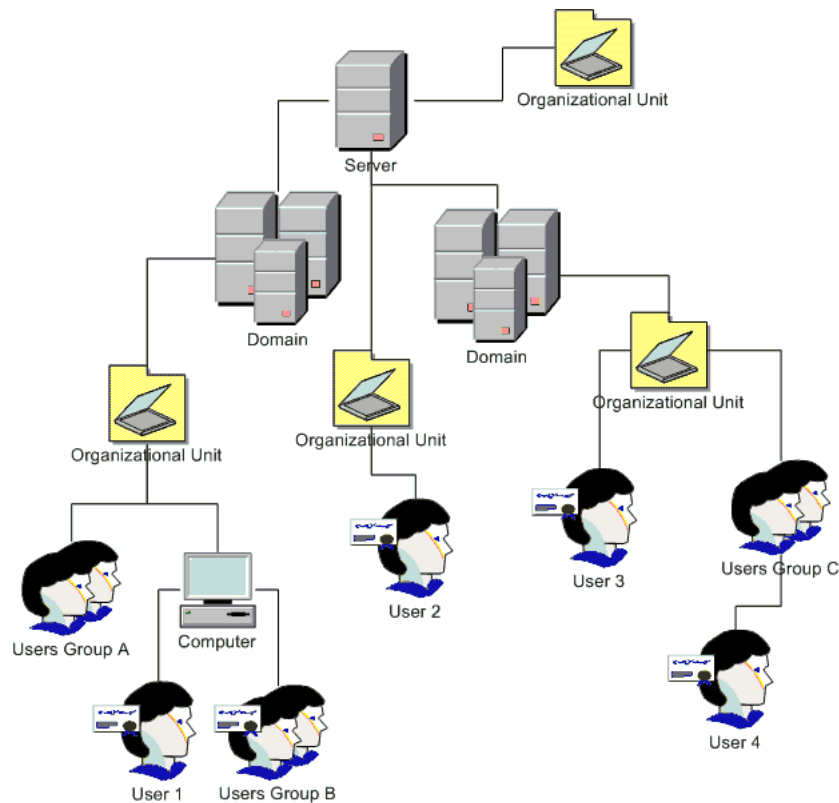 Organizational Unit
Server
Domain
Domain
Organizational Unit
Organizational Unit
Organizational Unit
Users Group A
Computer
User 2
User 3
Users Group C
User 1
Users Group B
User 4